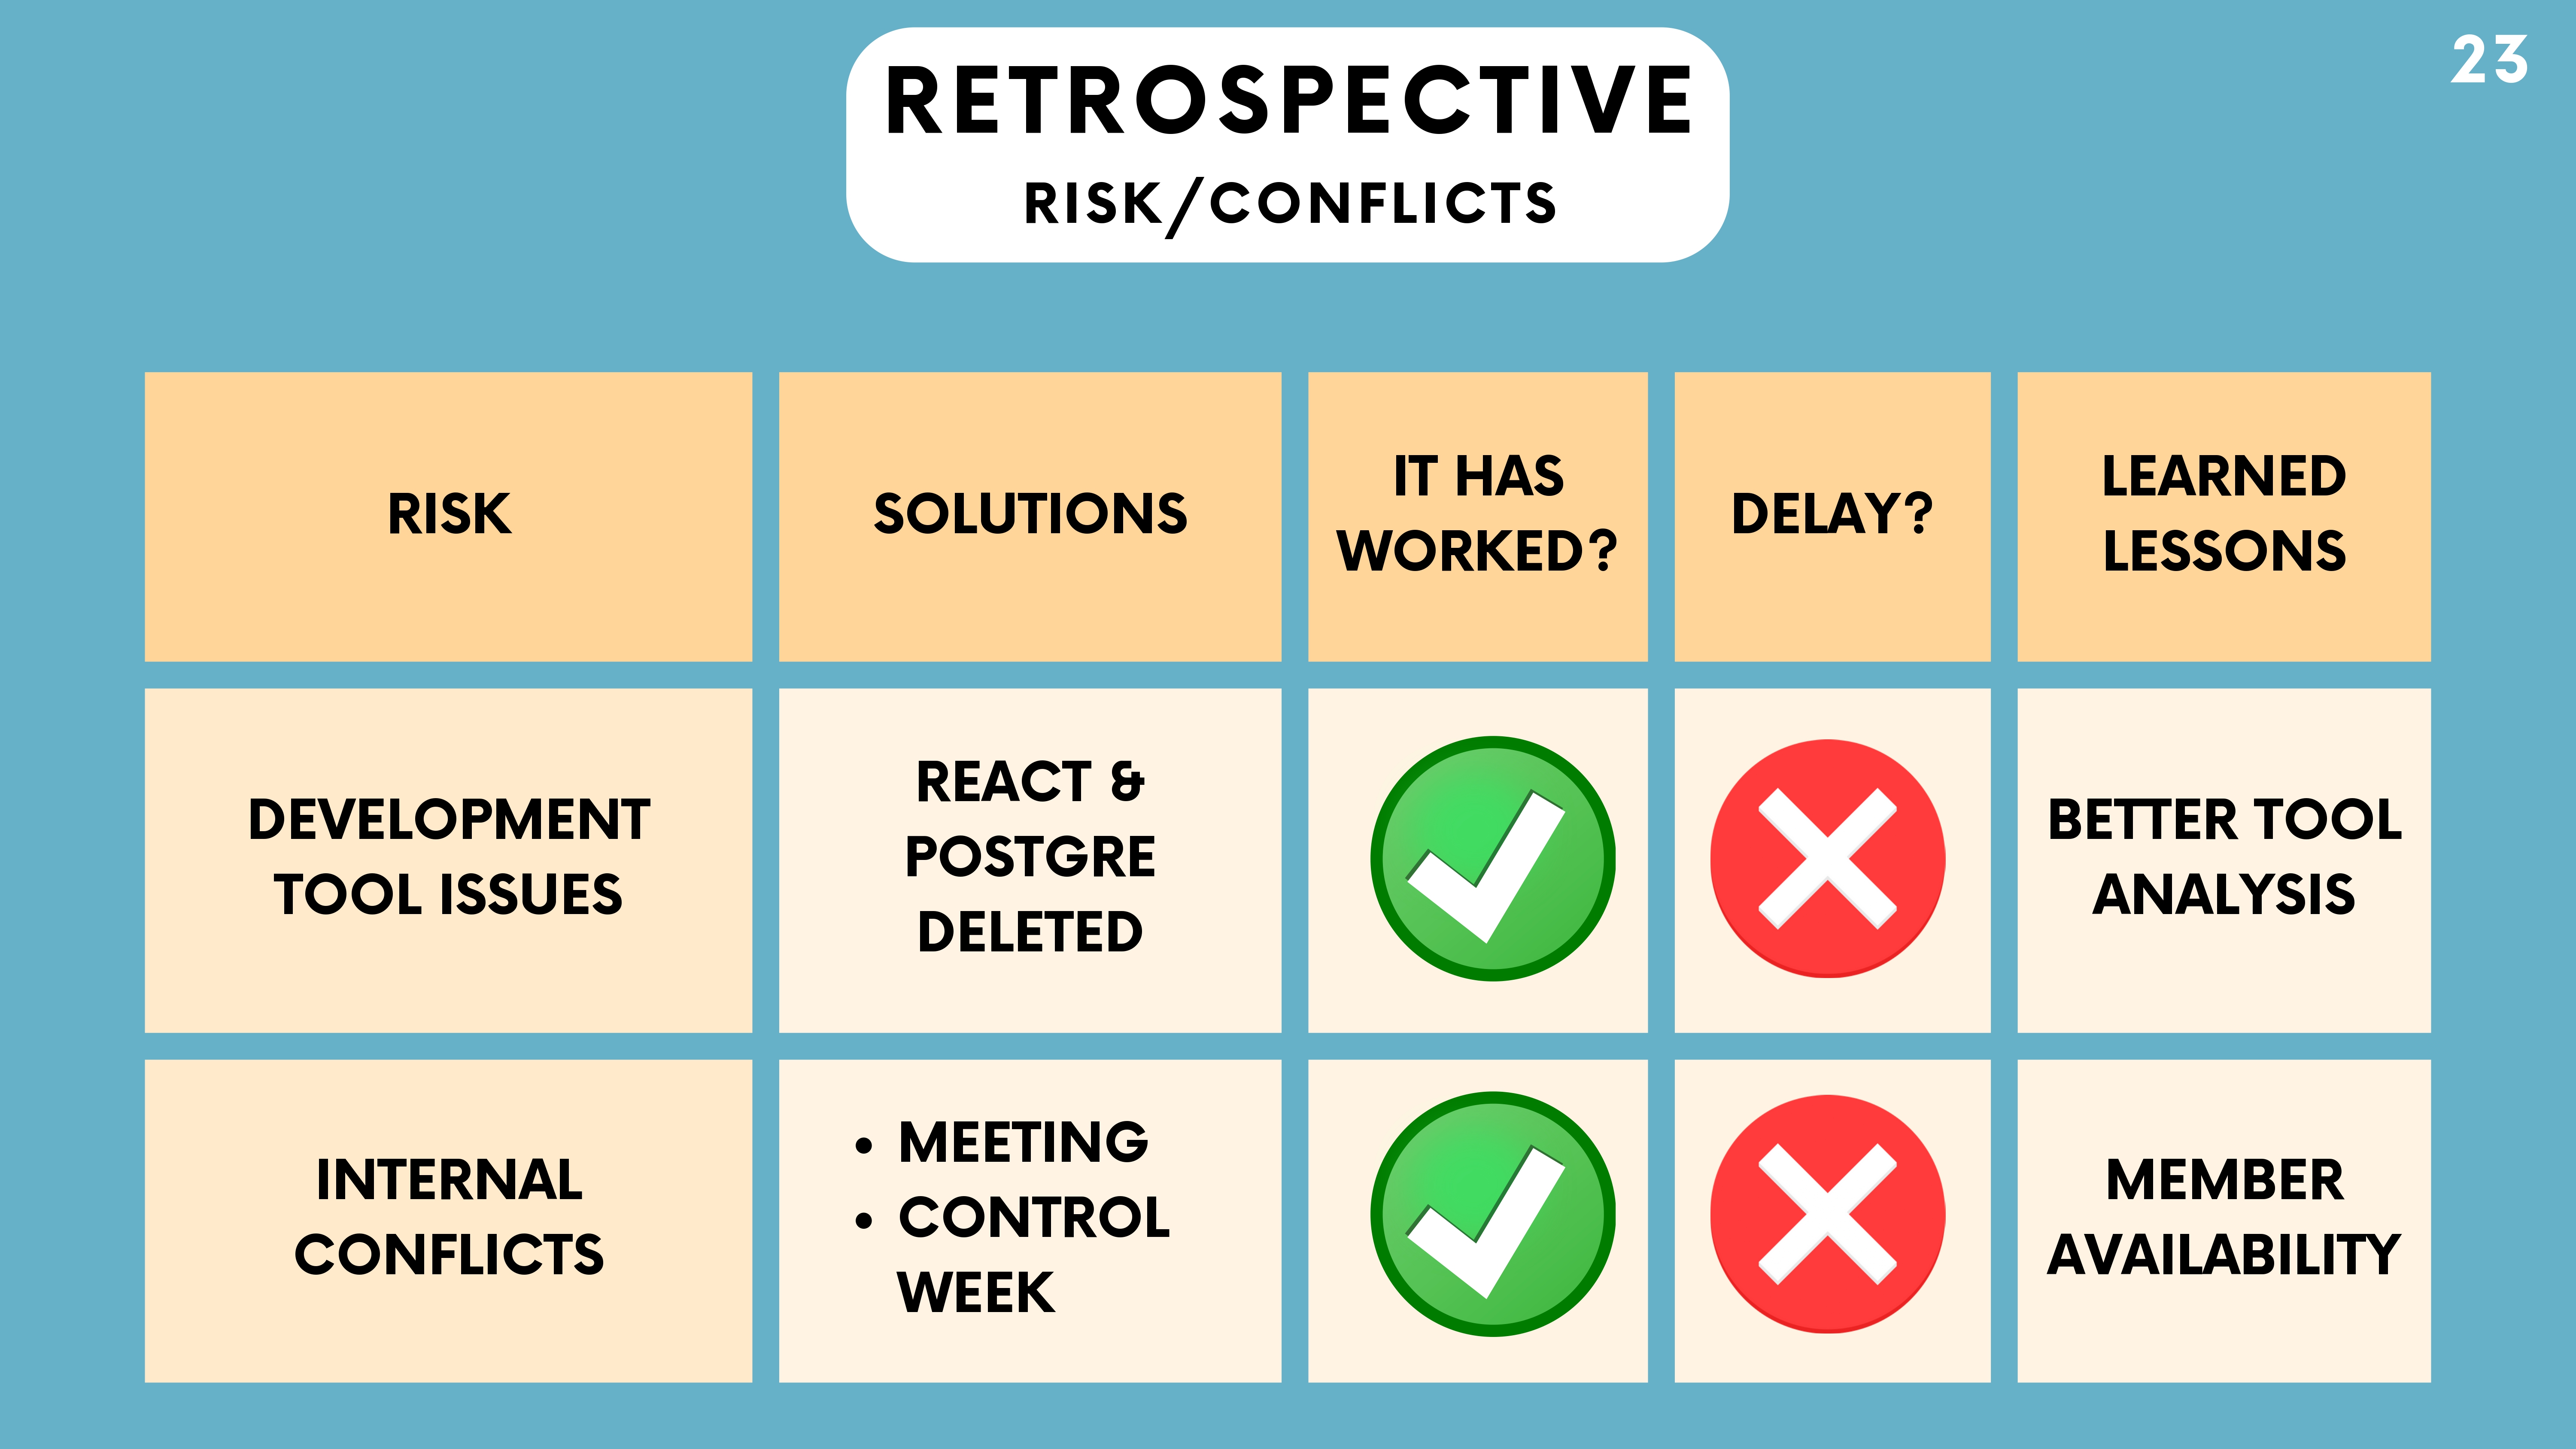 23
RETROSPECTIVE
RISK/CONFLICTS
RISK
SOLUTIONS
IT HAS
WORKED?
DELAY?
LEARNED
LESSONS
DEVELOPMENT
TOOL ISSUES
REACT &
POSTGRE
DELETED
BETTER TOOL
ANALYSIS
INTERNAL
CONFLICTS
• MEETING
• CONTROL
WEEK
MEMBER
AVAILABILITY